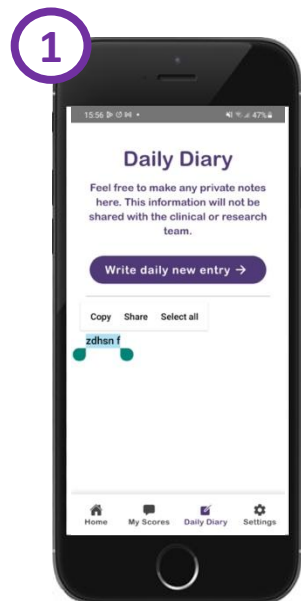 1
15:56
47%
Daily Diary
Feel free to make any private notes
here. This information will not be
shared with the clinical or research
team.
Write daily new entry →
Copy Share Select all
zdhsn f
Home My Scores Daily Diary Settings